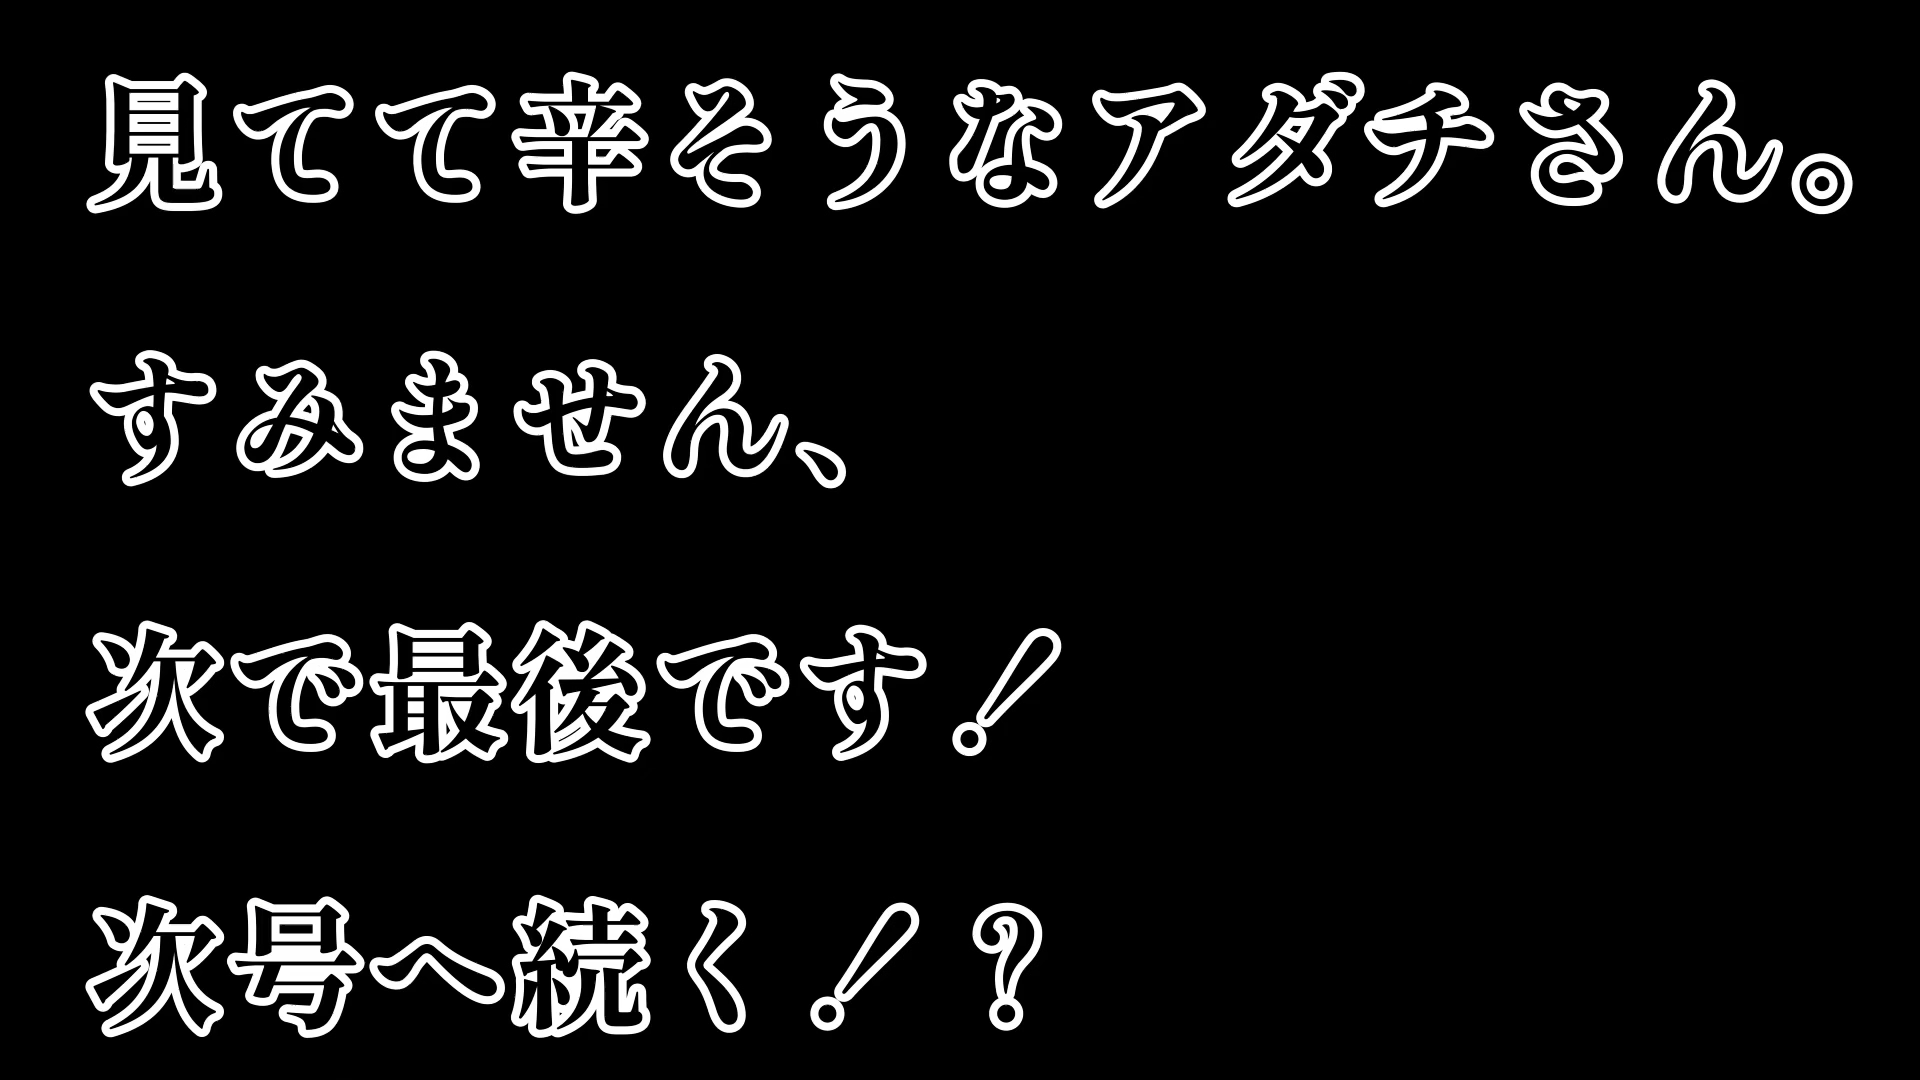 見てて辛そうなアダチさん。
すみません、
次で最後です！
次号へ続く！？